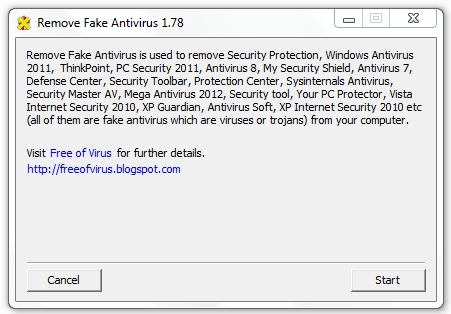 Remove Fake Antivirus 1.78
Remove Fake Antivirus is used to remove Security Protection, Windows Antivirus
2011, ThinkPoint, PC Security 2011, Antivirus 8, My Security Shield, Antivirus 7,
Defense Center, Security Toolbar, Protection Center, Sysinternals Antivirus,
Security Master AV, Mega Antivirus 2012, Security tool, Your PC Protector, Vista
Internet Security 2010, XP Guardian, Antivirus Soft, XP Internet Security 2010 etc
(all of them are fake antivirus which are viruses or trojans) from your computer.
Visit Free of Virus for further details.
http://freeofvirus.blogspot.com
Cancel Start